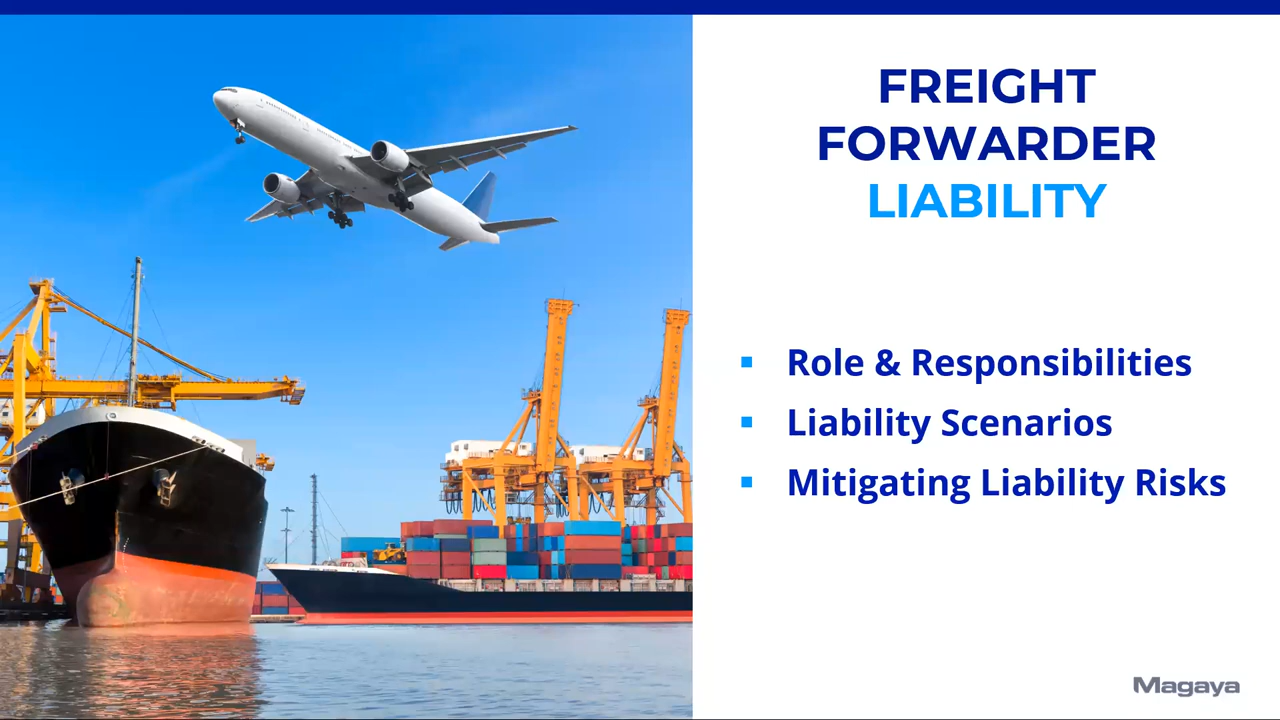 FREIGHT
FORWARDER
LIABILITY
▪ Role & Responsibilities
▪ Liability Scenarios
▪ Mitigating Liability Risks
Magaya